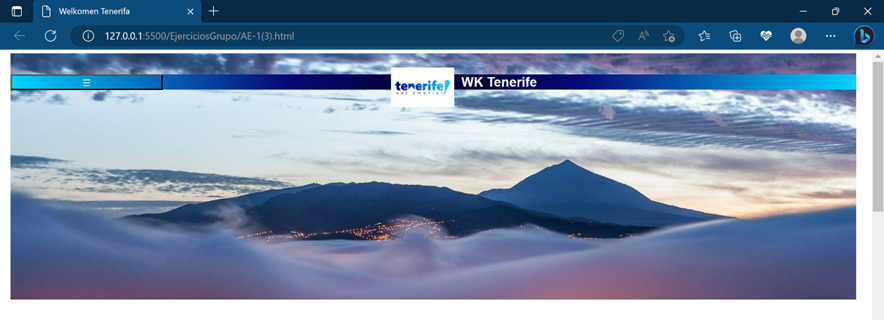 Welkomen Tenerifa
127.0.0.1:5500/EjerciciosGrupo/AE-1(3).html
tenerife!
WK Tenerife